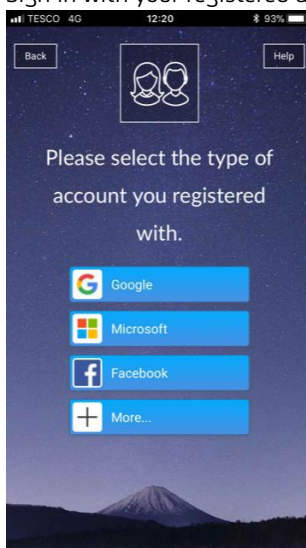 Sign in with your registered a
TESCO 4G 12:20 93%
Back
Help
Please select the type of
account you registered
with.
Google
Microsoft
Facebook
More...